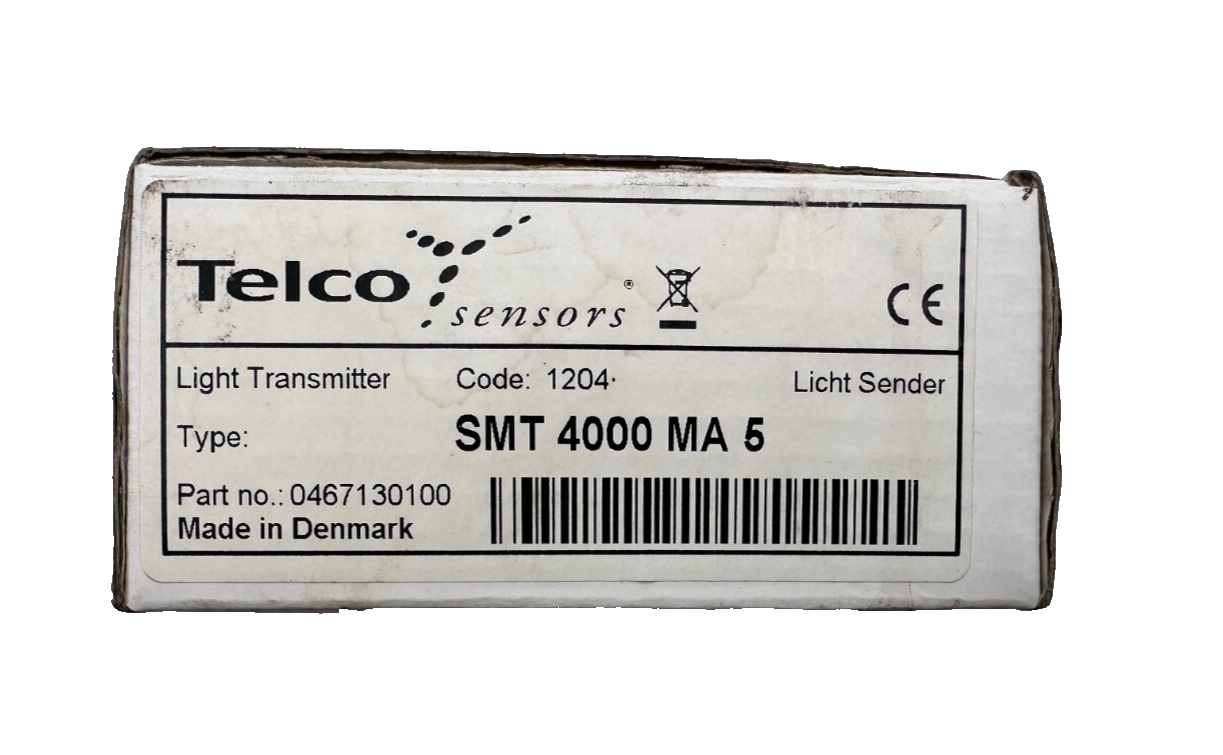 Telco
sensors®
CE
Light Transmitter Code: 1204· Licht Sender
Type: SMT 4000 MA 5
Part no.: 0467130100
Made in Denmark